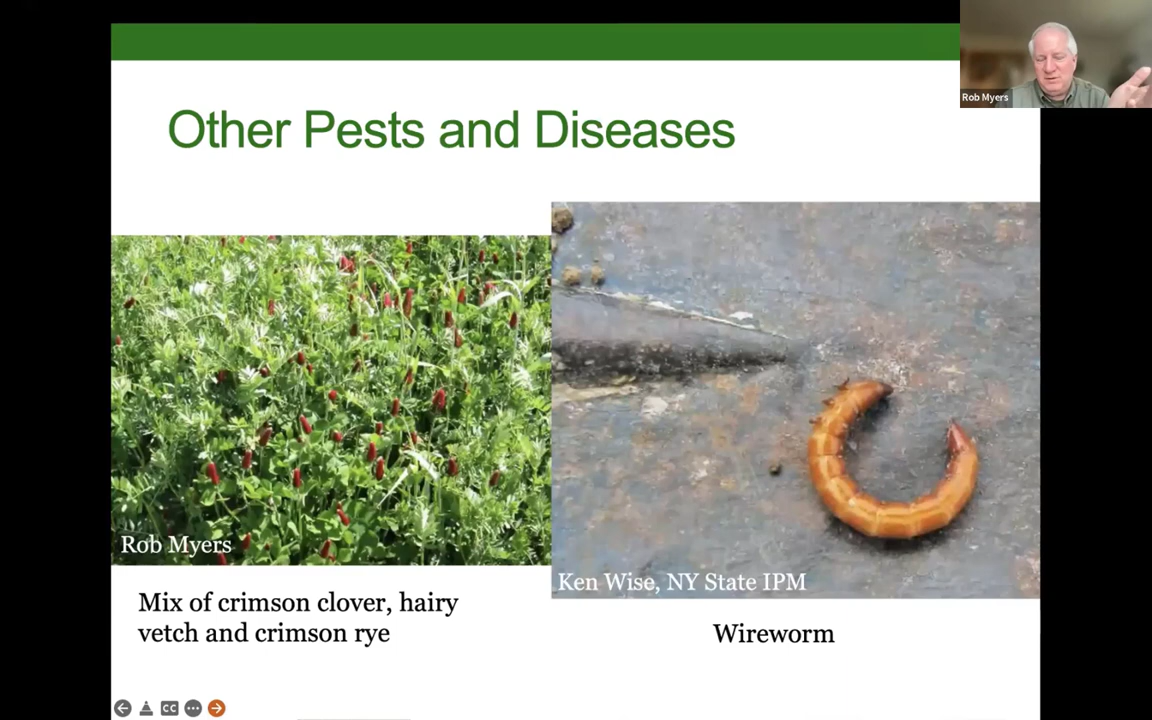 Rob Myers
Other Pests and Diseases
Rob Myers
Ken Wise, NY State IPM
Mix of crimson clover, hairy
vetch and crimson rye
Wireworm
CC